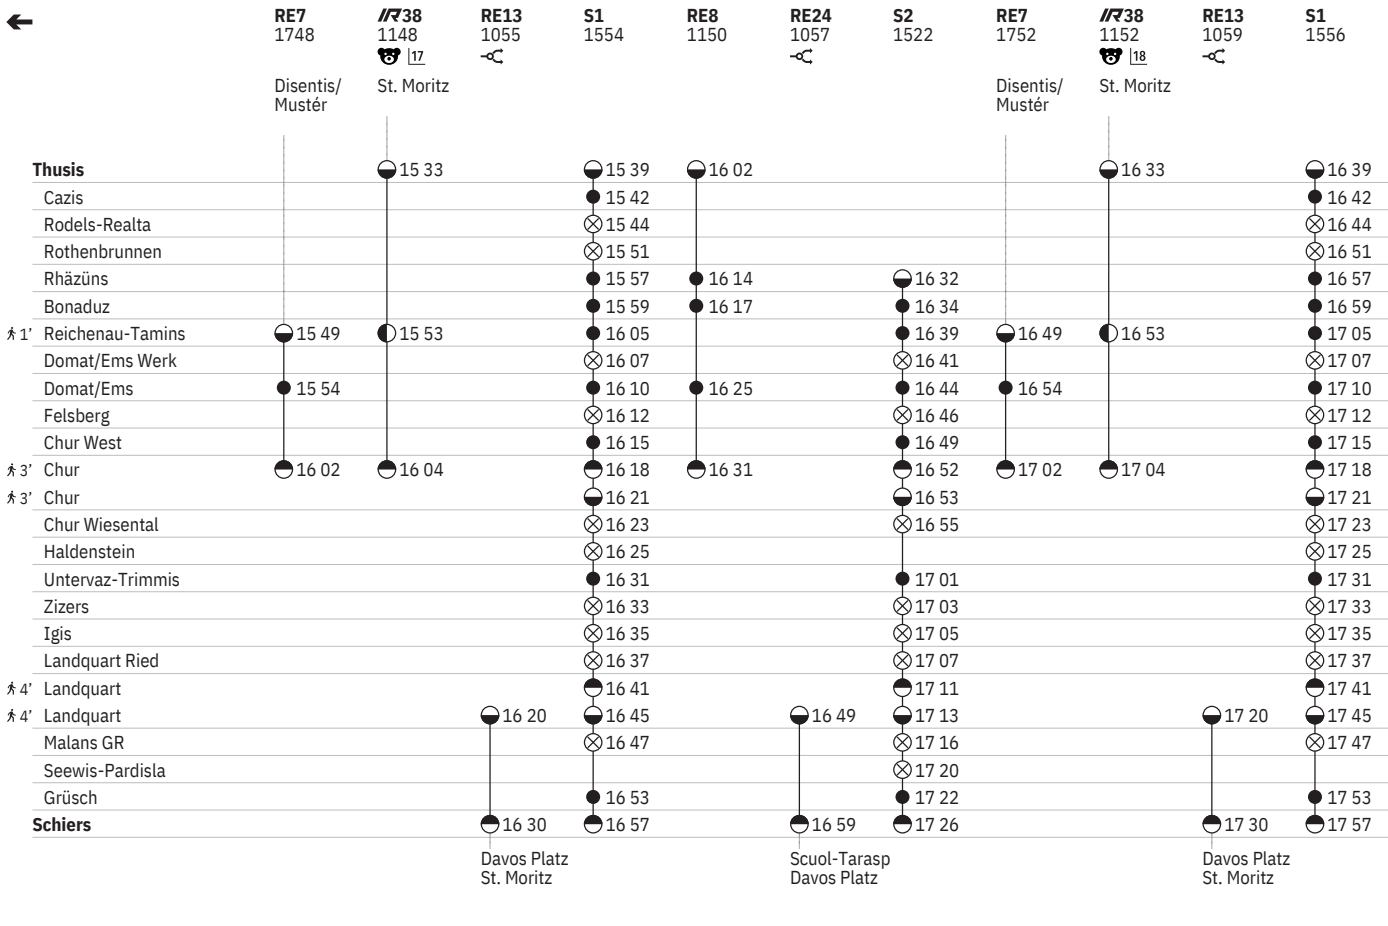 RE7 IR38 RE13 S1 RE8 RE24 S2 RE7 IR38 RE13 S1
1748 1148 1055 1554 1150 1057 1522 1752 1152 1059 1556
17 18
Disentis/ St. Moritz Disentis/ St. Moritz
Mustér Mustér
Thusis 15 33 15 39 16 02 16 33 16 39
Cazis 15 42 16 42
Rodels-Realta 15 44 16 44
Rothenbrunnen 15 51 16 51
Rhäzüns 15 57 16 14 16 32 16 57
Bonaduz 15 59 16 17 16 34 16 59
1’ Reichenau-Tamins 15 49 15 53 16 05 16 39 16 49 16 53 17 05
Domat/Ems Werk 16 07 16 41 17 07
Domat/Ems 15 54 16 10 16 25 16 44 16 54 17 10
Felsberg 16 12 16 46 17 12
Chur West 16 15 16 49 17 15
3’ Chur 16 02 16 04 16 18 16 31 16 52 17 02 17 04 17 18
3’ Chur 16 21 16 53 17 21
Chur Wiesental 16 23 16 55 17 23
Haldenstein 16 25 17 25
Untervaz-Trimmis 16 31 17 01 17 31
Zizers 16 33 17 03 17 33
Igis 16 35 17 05 17 35
Landquart Ried 16 37 17 07 17 37
4’ Landquart 16 41 17 11 17 41
4’ Landquart 16 20 16 45 16 49 17 13 17 20 17 45
Malans GR 16 47 17 16 17 47
Seewis-Pardisla 17 20
Grüsch 16 53 17 22 17 53
Schiers 16 30 16 57 16 59 17 26 17 30 17 57
Davos Platz Scuol-Tarasp Davos Platz
St. Moritz Davos Platz St. Moritz